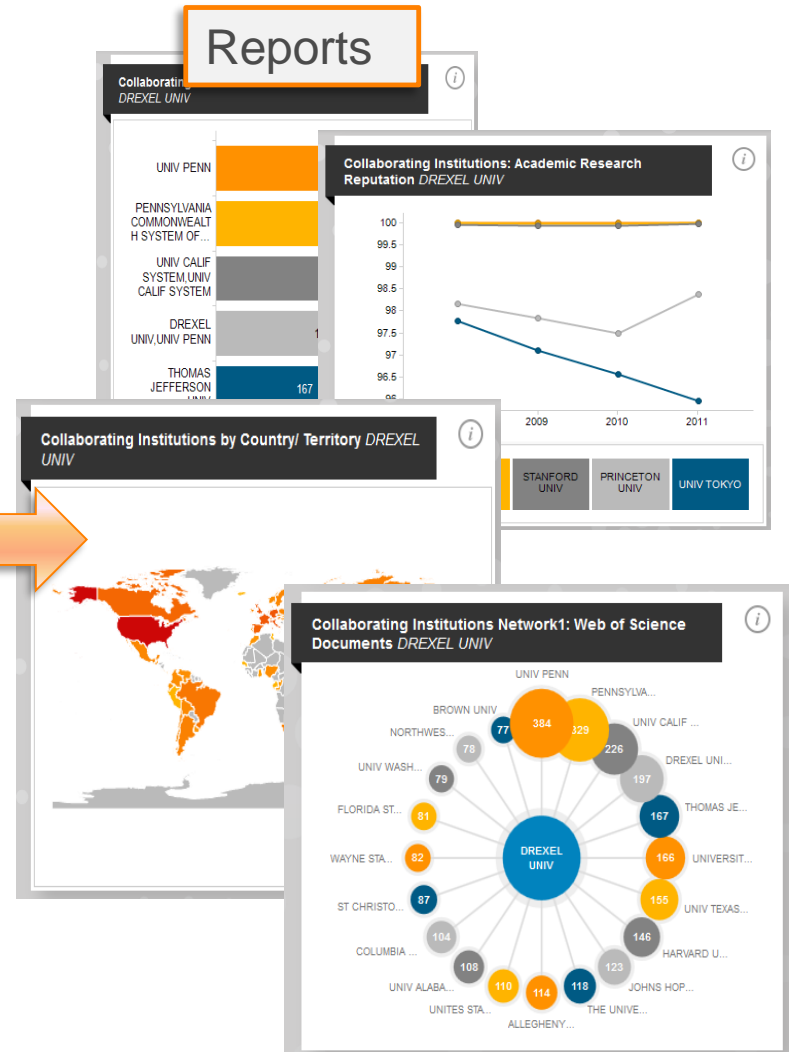 Reports
Collaborating
DREXEL UNIV
i
UNIV PENN
PENNSYLVANIA
COMMONWEALT
H SYSTEM OF...
UNIV CALIF
SYSTEM,UNIV
CALIF SYSTEM
DREXEL
UNIV,UNIV PENN
THOMAS
JEFFERSON
167
Collaborating Institutions: Academic Research
Reputation DREXEL UNIV
i
100
99.5
99
98.5
98
97.5
97
96.5
2009 2010 2011
STANFORD
UNIV
PRINCETON
UNIV
UNIV TOKYO
Collaborating Institutions by Country/ Territory DREXEL
UNIV
i
Collaborating Institutions Network1: Web of Science
Documents DREXEL UNIV
i
UNIV PENN
384
PENNSYLVA...
329
UNIV CALIF ...
226
DREXEL UNI...
197
THOMAS JE...
167
UNIVERSIT...
166
UNIV TEXAS...
155
HARVARD U...
146
JOHNS HOP...
123
THE UNIVE...
118
ALLEGHENY...
114
UNITES STA...
110
UNIV ALABA...
108
COLUMBIA ...
104
ST CHRISTO...
87
WAYNE STA...
82
FLORIDA ST...
81
UNIV WASH...
79
NORTHWES...
78
BROWN UNIV
77
DREXEL
UNIV